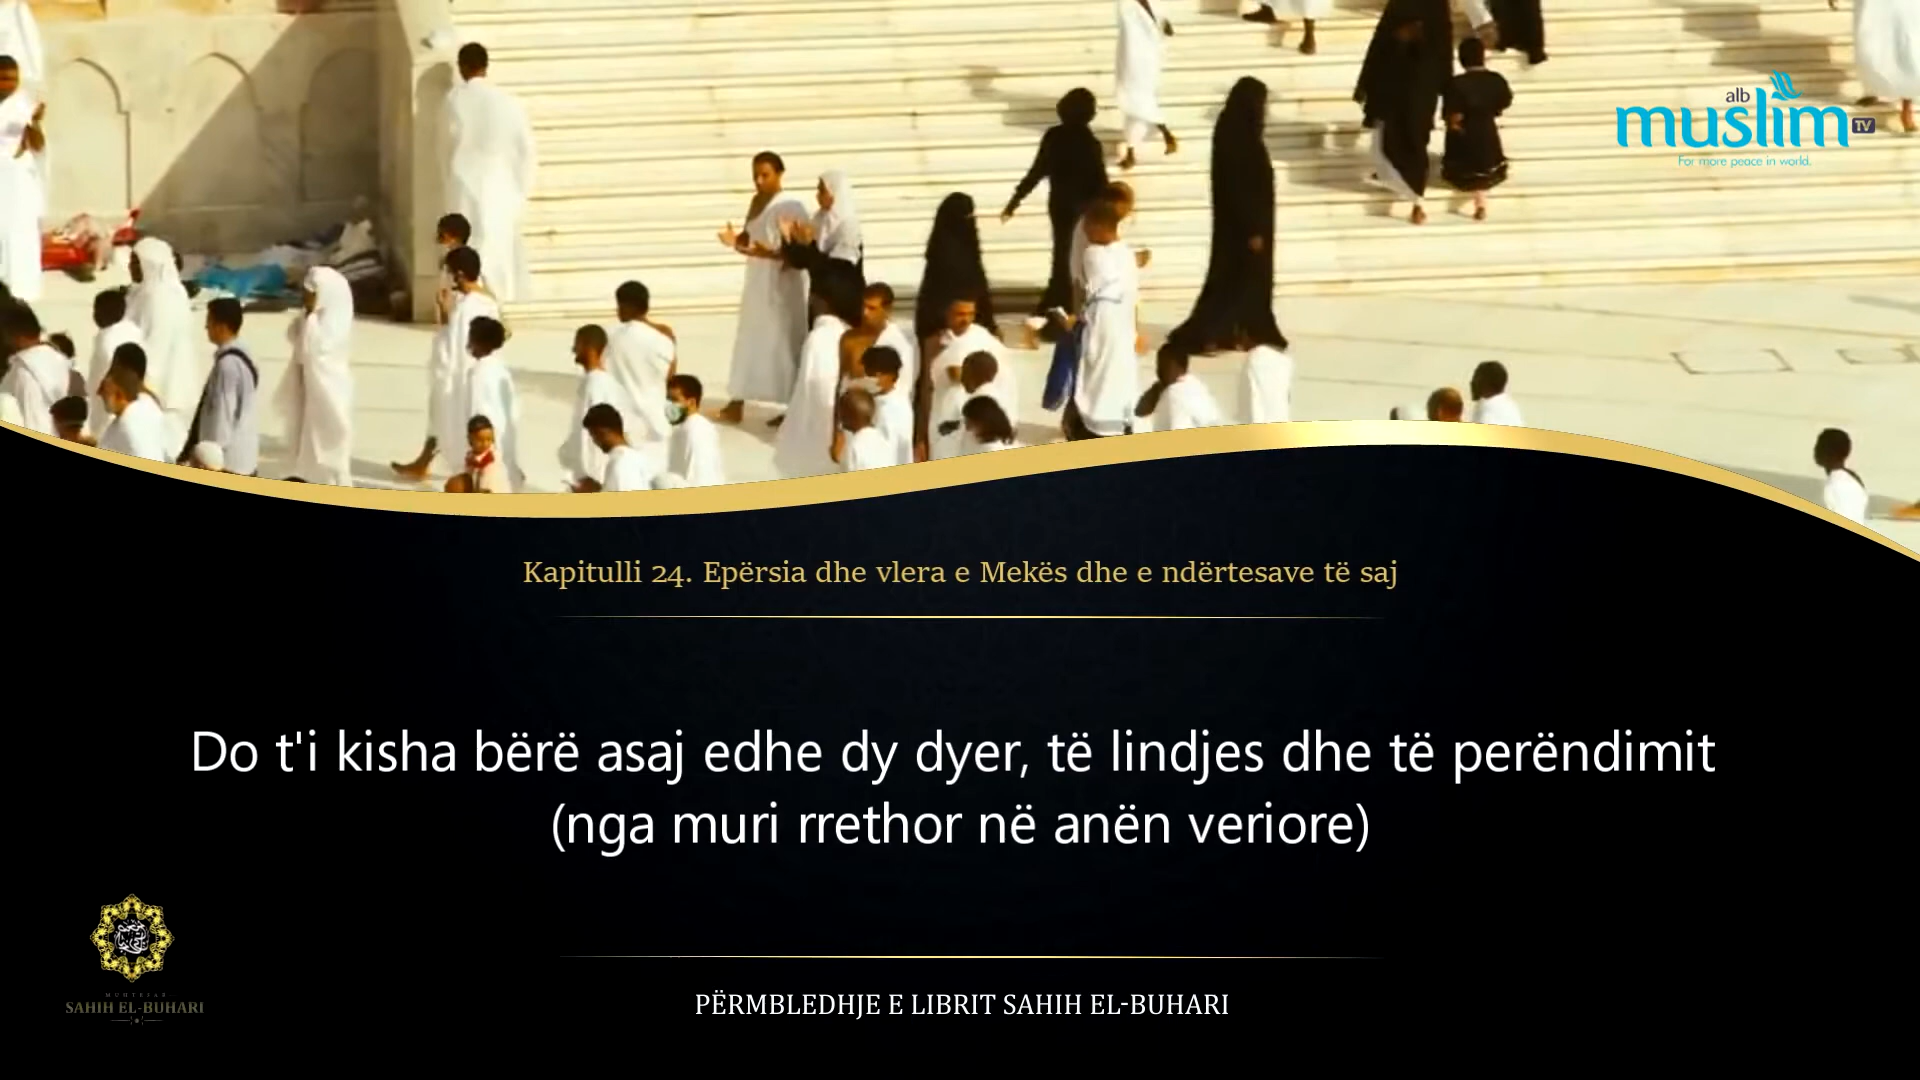 alb
muslim TV
For more peace in world.
Kapitulli 24. Epërsia dhe vlera e Mekës dhe e ndërtesave të saj
Do t'i kisha bërë asaj edhe dy dyer, të lindjes dhe të perëndimit
(nga muri rrethor në anën veriore)
MUHTESAR
SAHIH EL-BUHARI
PËRMBLEDHJE E LIBRIT SAHIH EL-BUHARI